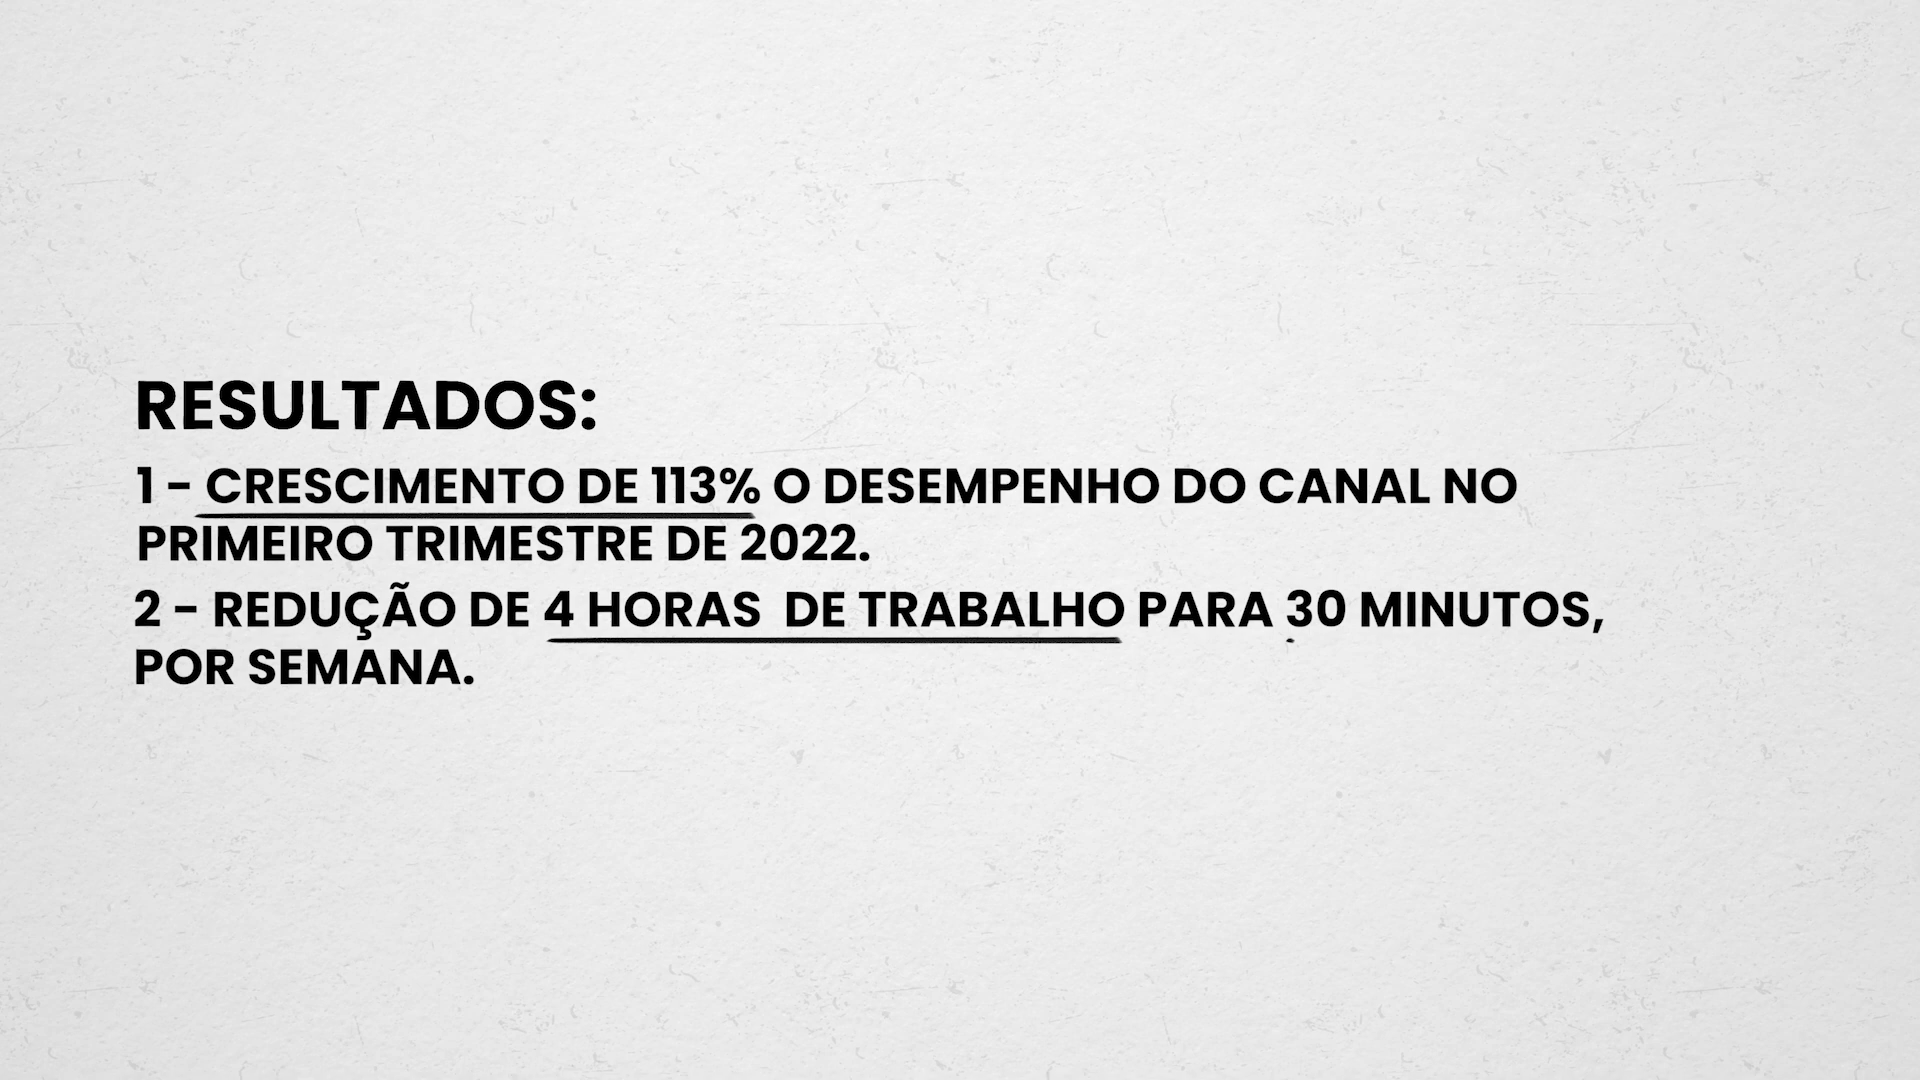 RESULTADOS:
1 - CRESCIMENTO DE 113% O DESEMPENHO DO CANAL NO
PRIMEIRO TRIMESTRE DE 2022.
2 - REDUÇÃO DE 4 HORAS DE TRABALHO PARA 30 MINUTOS,
POR SEMANA.